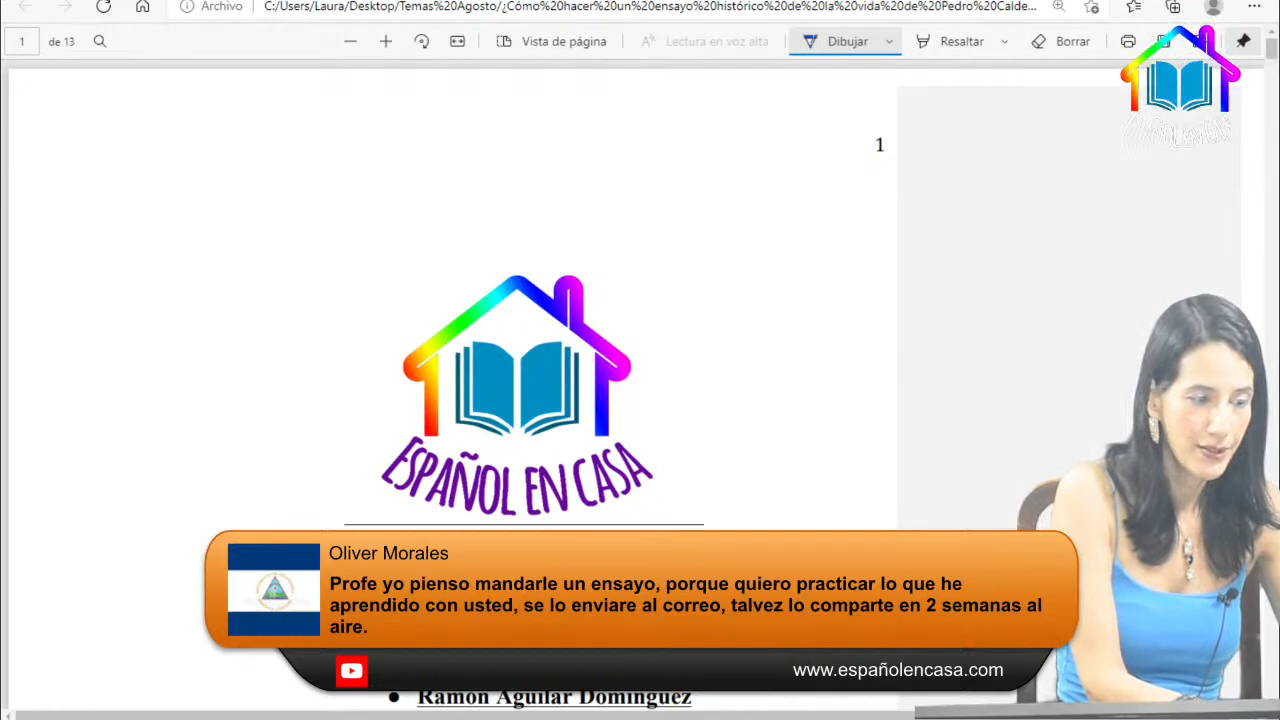 Archivo C:/Users/Laura/Desktop/Temas%20Agosto/¿Cómo%20hacer%20un%20ensayo%20histórico%20de%20la%20vida%20de%20Pedro%20Calde...
1 de 13 Vista de página Lectura en voz alta Dibujar Resaltar Borrar
1
ESPAÑOL EN CASA
Oliver Morales
Profe yo pienso mandarle un ensayo, porque quiero practicar lo que he
aprendido con usted, se lo enviare al correo, talvez lo comparte en 2 semanas al
aire.
www.españolencasa.com
• Ramón Aguilar Domínguez